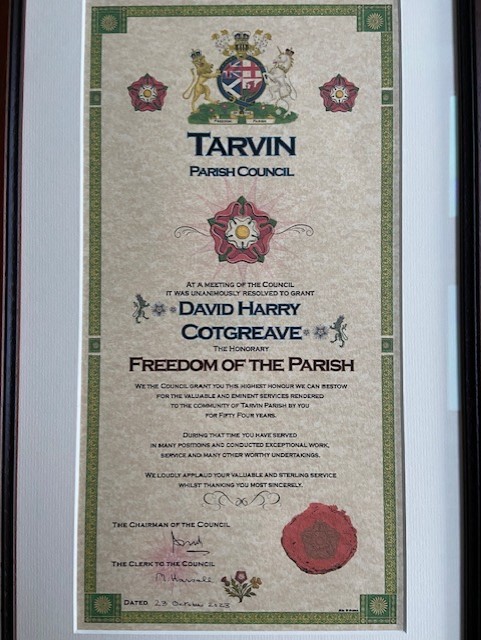 TARVIN
PARISH COUNCIL
AT A MEETING OF THE COUNCIL
IT WAS UNANIMOUSLY RESOLVED TO GRANT
DAVID HARRY
COTGREAVE
THE HONORARY
FREEDOM OF THE PARISH
WE THE COUNCIL GRANT YOU THIS HIGHEST HONOUR WE CAN BESTOW
FOR THE VALUABLE AND EMINENT SERVICES RENDERED
TO THE COMMUNITY OF TARVIN PARISH BY YOU
FOR FIFTY FOUR YEARS.
DURING THAT TIME YOU HAVE SERVED
IN MANY POSITIONS AND CONDUCTED EXCEPTIONAL WORK,
SERVICE AND MANY OTHER WORTHY UNDERTAKINGS.
WE LOUDLY APPLAUD YOUR VALUABLE AND STERLING SERVICE
WHILST THANKING YOU MOST SINCERELY.
THE CHAIRMAN OF THE COUNCIL
THE CLERK TO THE COUNCIL
DATED 23 October 2023